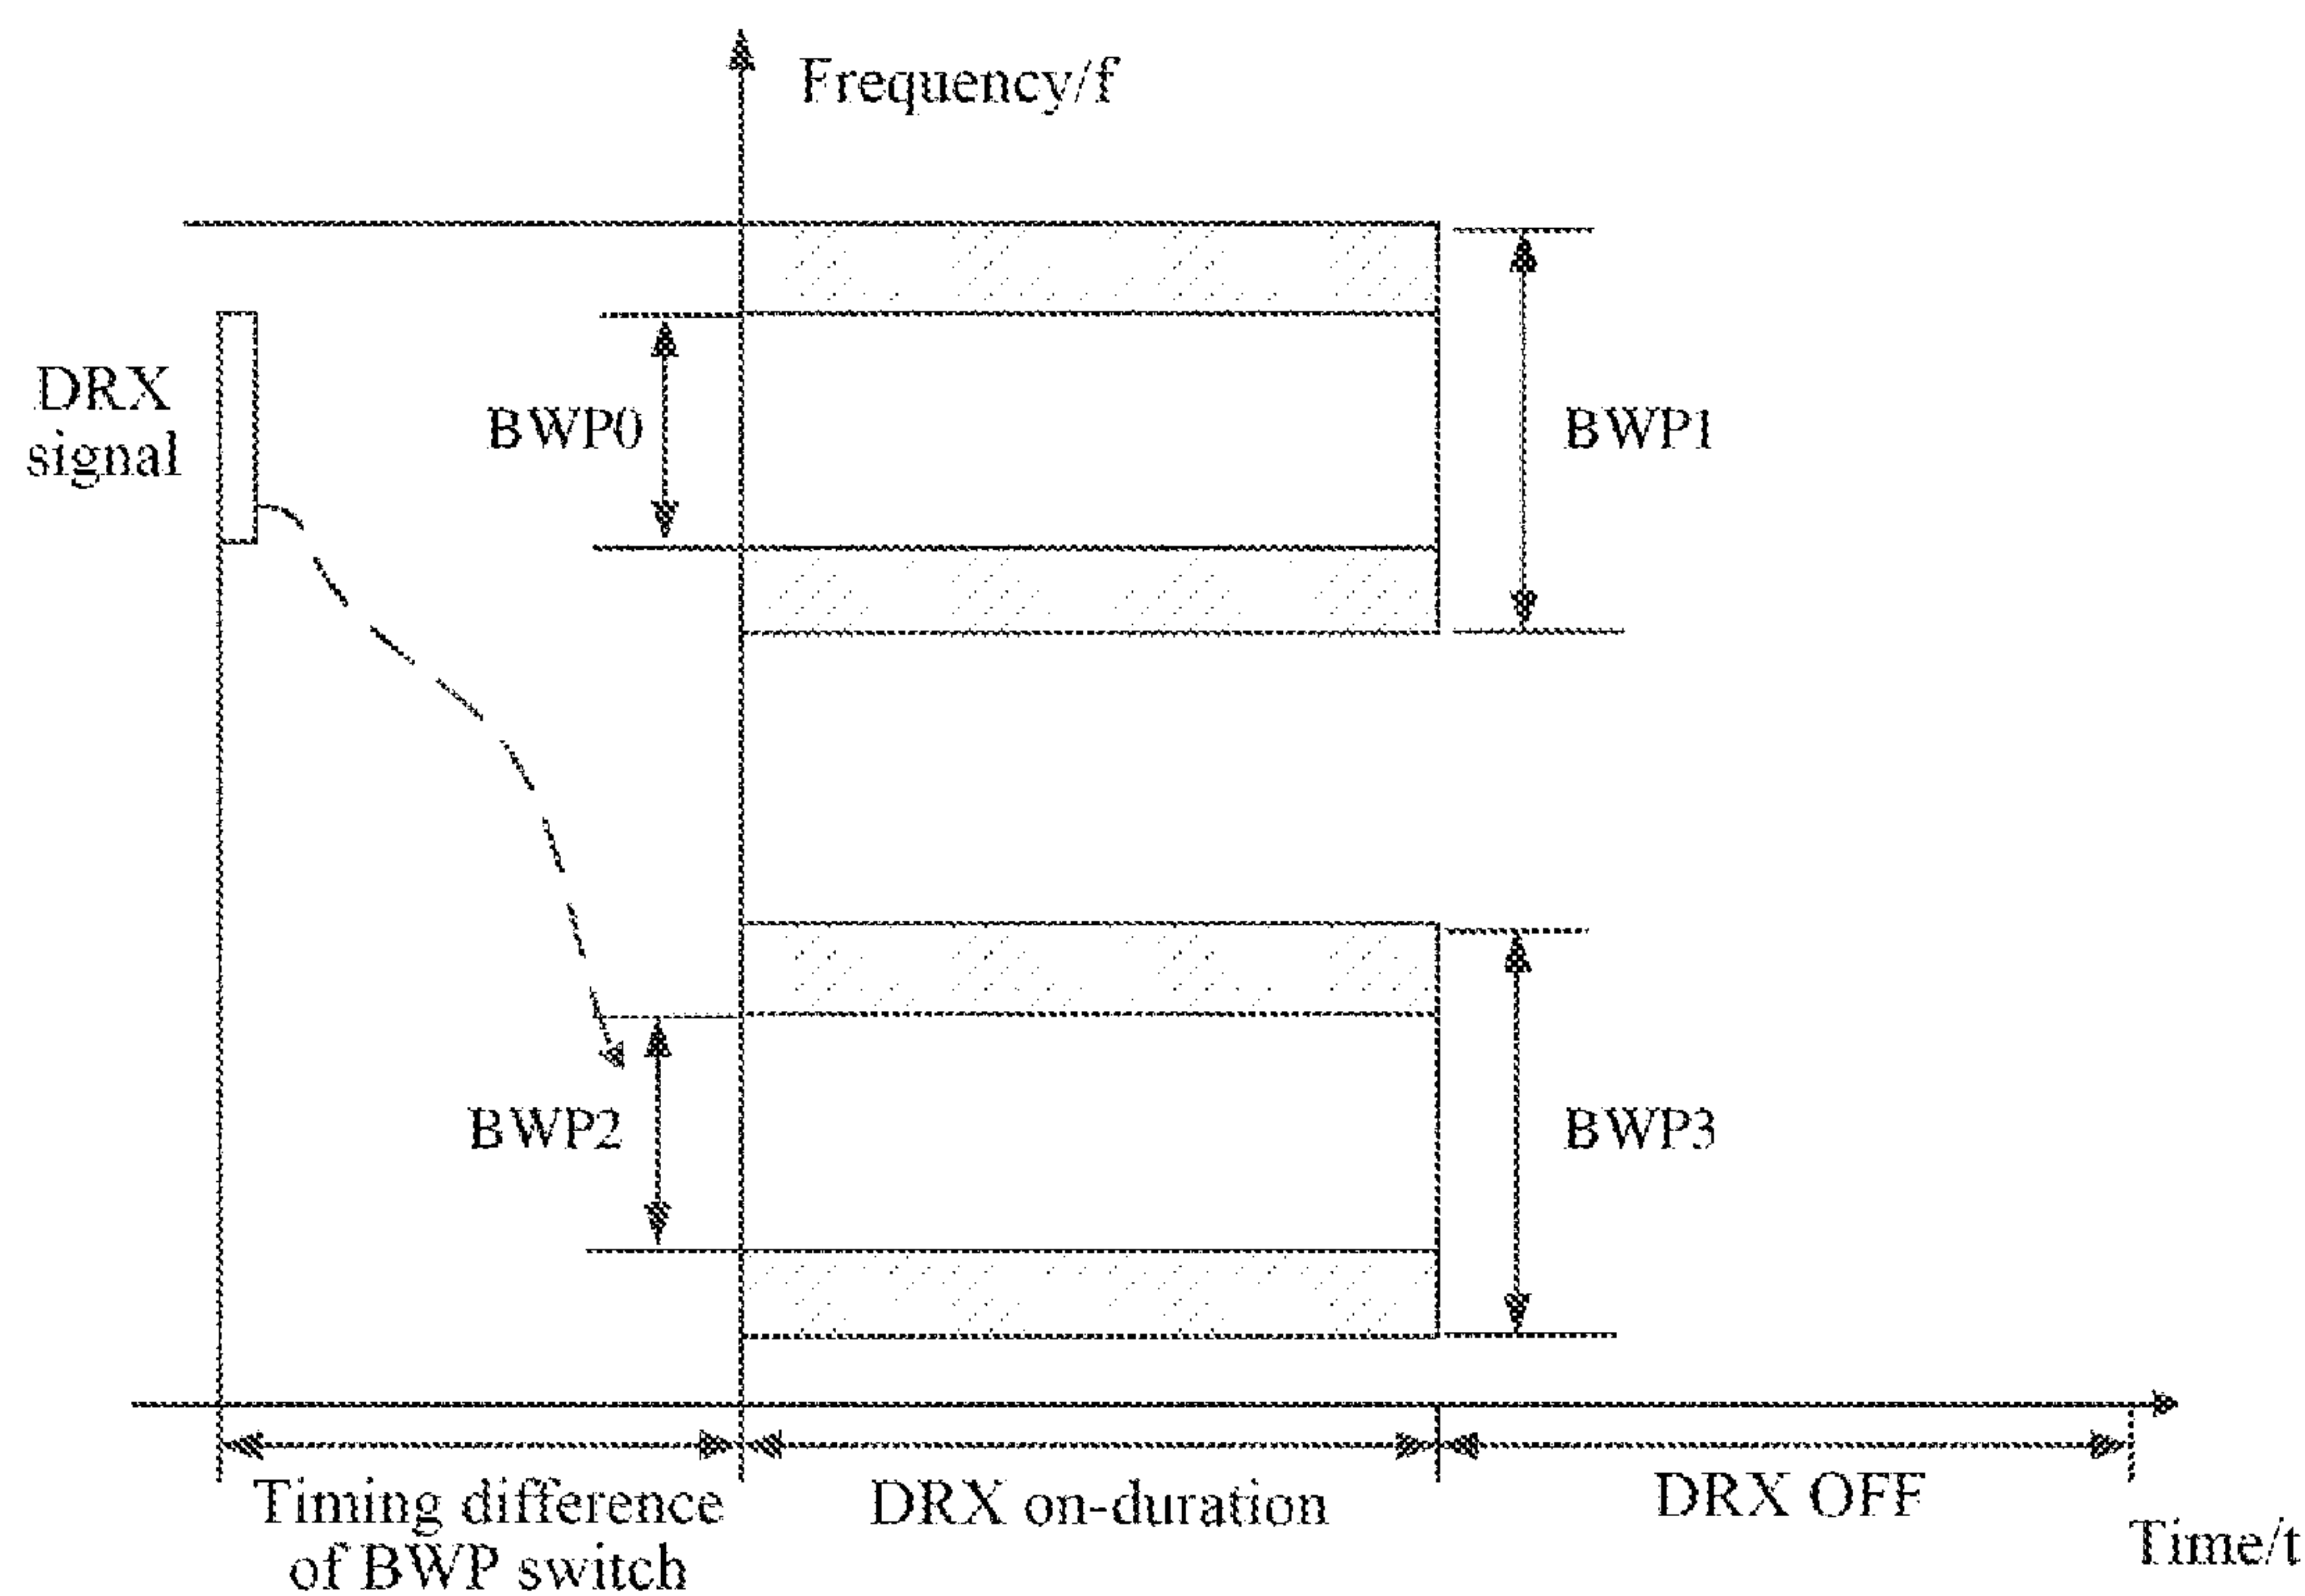 Frequency/f
DRX
signal
BWP0
BWP1
BWP2
BWP3
Timing difference
of BWP switch
DRX on-duration
DRX OFF
Time/t